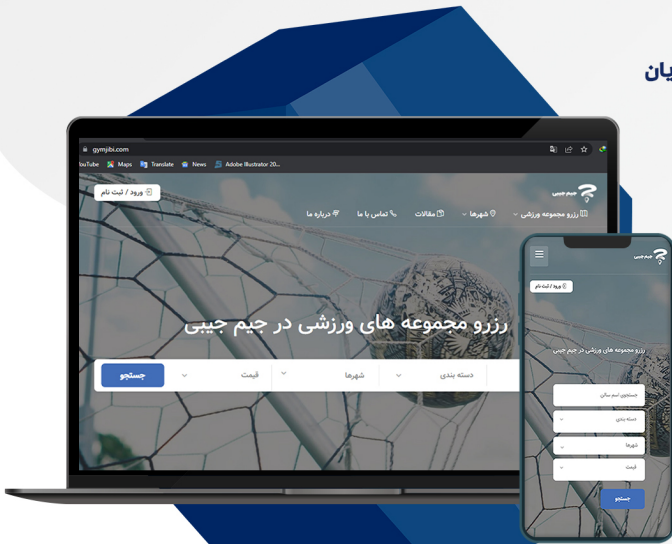 یان
gymjibi.com
YouTube Maps Translate News Adobe Illustrator 20...
جیم جیبی
ورود / ثبت نام
رزرو مجموعه ورزشی شهرها مقالات تماس با ما درباره ما
رزرو مجموعه های ورزشی در جیم جیبی
دسته بندی شهرها قیمت جستجو
جیم جیبی
ورود / ثبت نام
رزرو مجموعه های ورزشی در جیم جیبی
جستجوی اسم سالن
دسته بندی
شهرها
قیمت
جستجو